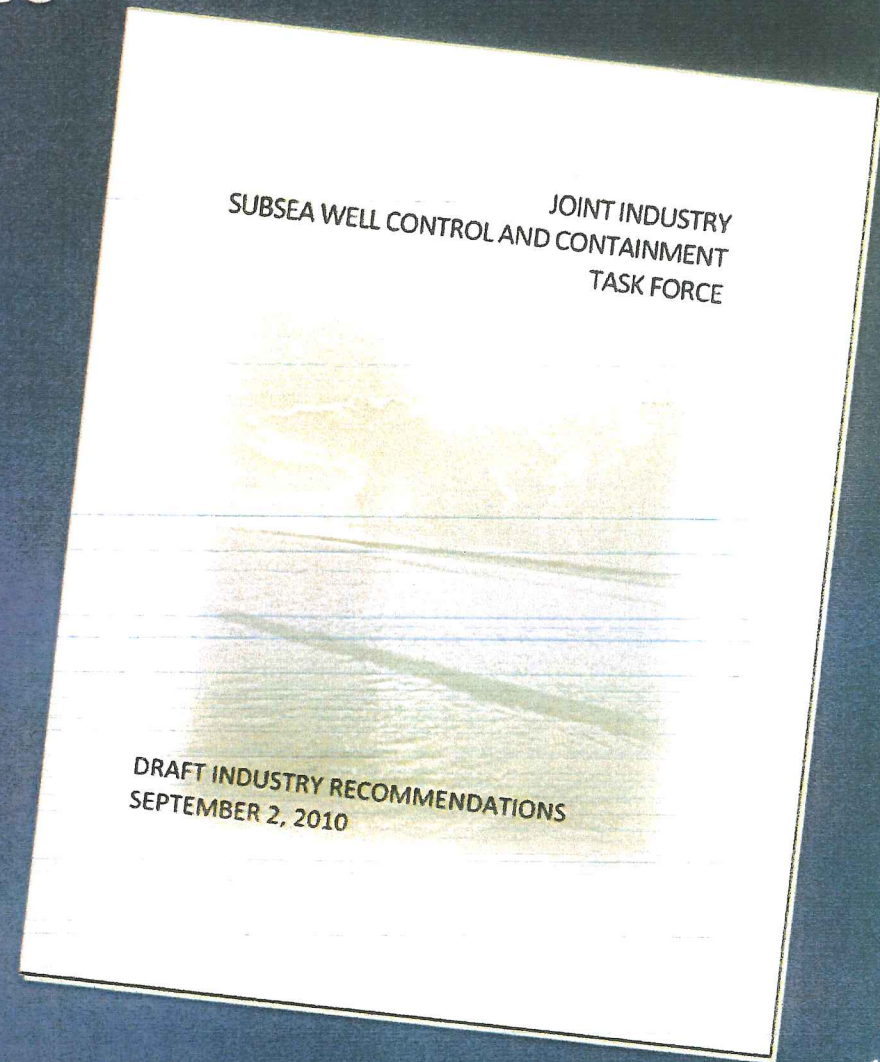 JOINT INDUSTRY
SUBSEA WELL CONTROL AND CONTAINMENT
TASK FORCE
DRAFT INDUSTRY RECOMMENDATIONS
SEPTEMBER 2, 2010